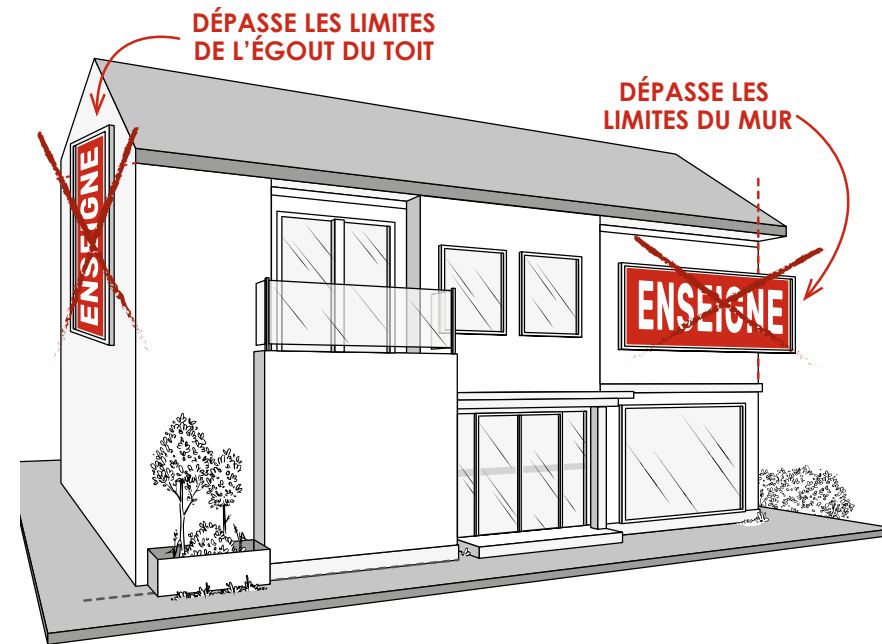 DÉPASSE LES LIMITES
DE L’ÉGOUT DU TOIT
DÉPASSE LES
LIMITES DU MUR
ENSEIGNE
ENSEIGNE